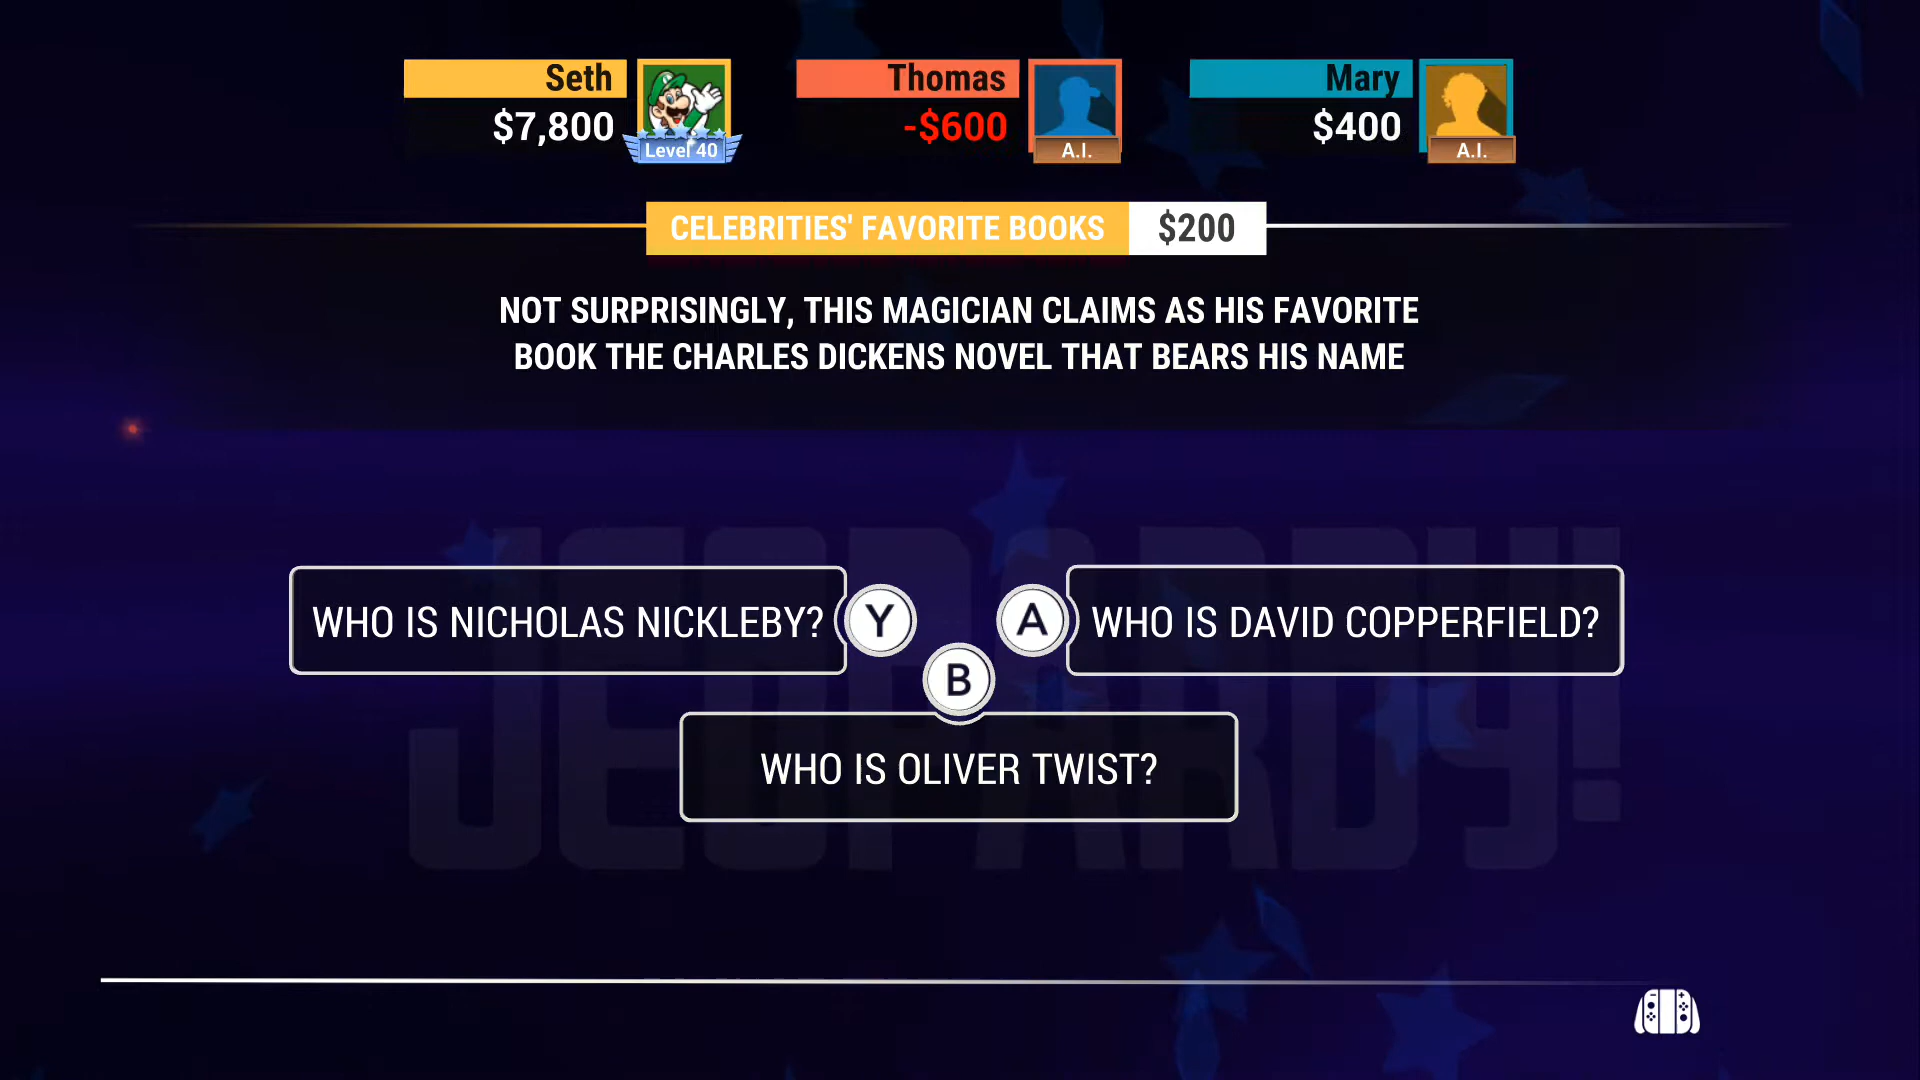 Seth
$7,800
Level 40
Thomas
-$600
A.I.
Mary
$400
A.I.
CELEBRITIES' FAVORITE BOOKS $200
NOT SURPRISINGLY, THIS MAGICIAN CLAIMS AS HIS FAVORITE
BOOK THE CHARLES DICKENS NOVEL THAT BEARS HIS NAME
JEOPARDY!
WHO IS NICHOLAS NICKLEBY? Y
A WHO IS DAVID COPPERFIELD?
B
WHO IS OLIVER TWIST?